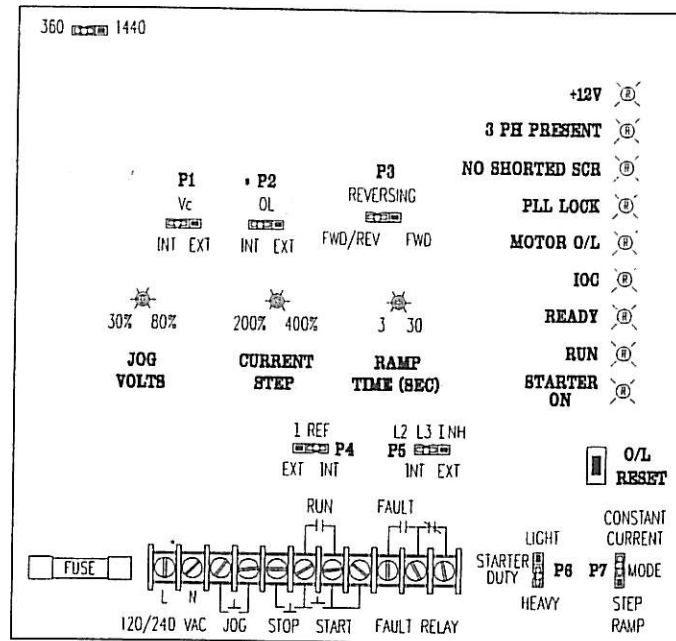 360 1440
+12V
3 PH PRESENT
NO SHORTED SCR
PLL LOCK
MOTOR O/L
IOC
READY
RUN
STARTER
ON
P1
Vc
INT EXT
P2
OL
INT EXT
P3
REVERSING
FWD/REV FWD
30% 80%
JOG
VOLTS
200% 400%
CURRENT
STEP
3 30
RAMP
TIME (SEC)
I REF
P4
EXT INT
L2 L3 INH
P5
INT EXT
O/L
RESET
RUN
FAULT
FUSE
L N
120/240 VAC JOG STOP START FAULT RELAY
LIGHT
STARTER
DUTY
P6
HEAVY
CONSTANT
CURRENT
P7 MODE
STEP
RAMP